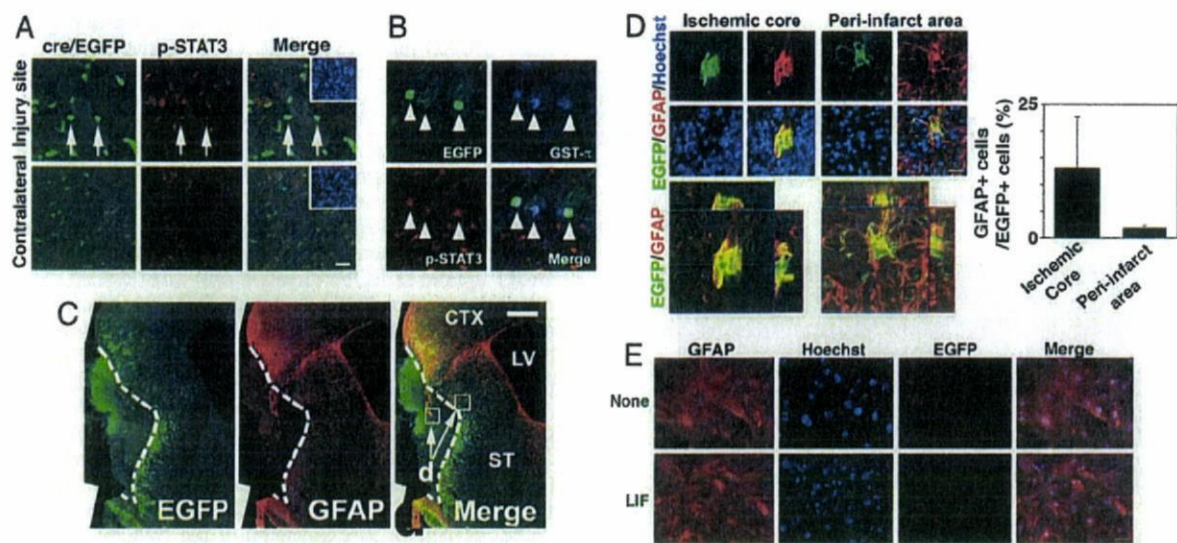 A
cre/EGFP p-STAT3 Merge
Injury site
Contralateral
B
EGFP
GST-π
p-STAT3
Merge
C
CTX
LV
ST
d
EGFP
GFAP
Merge
D
Ischemic core Peri-infarct area
EGFP/GFAP/Hoechst
EGFP/GFAP
GFAP+ cells
/EGFP+ cells (%)
25
0
Ischemic
Core
Peri-infarct
area
E
GFAP Hoechst EGFP Merge
None
LIF